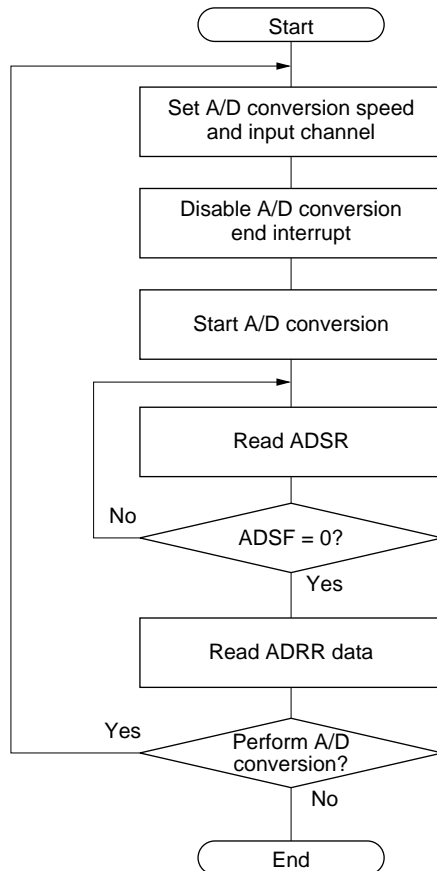 Start
Set A/D conversion speed
and input channel
Disable A/D conversion
end interrupt
Start A/D conversion
Read ADSR
No
ADSF = 0?
Yes
Read ADRR data
Yes
Perform A/D
conversion?
No
End